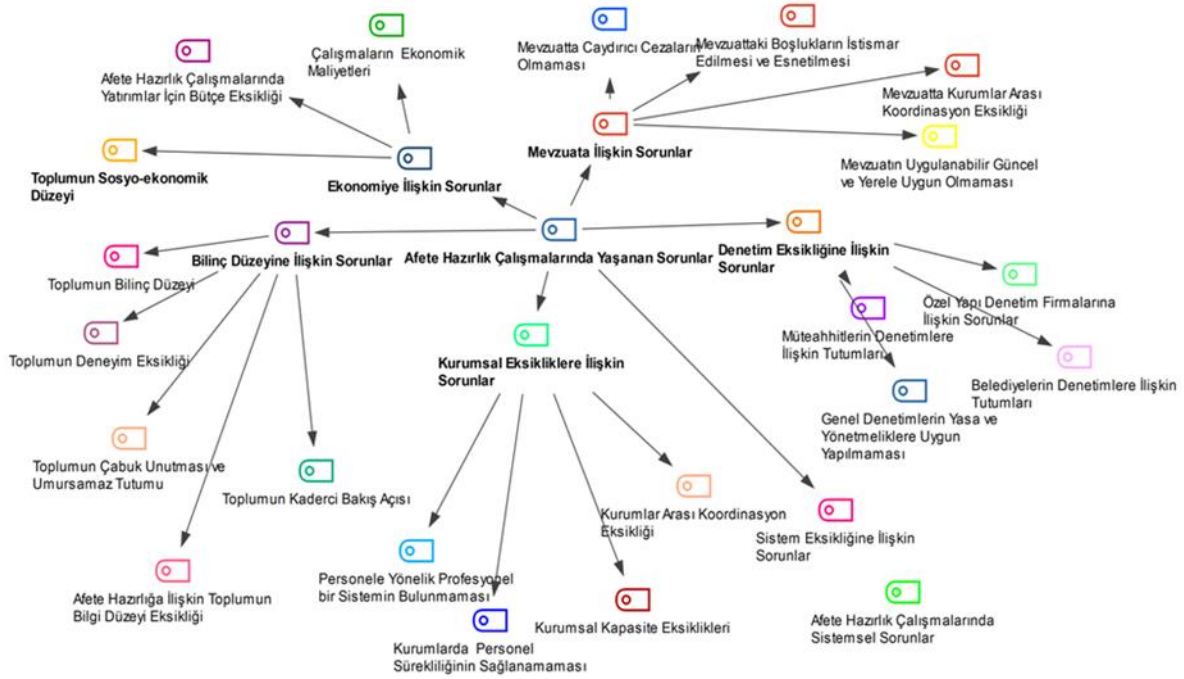 Çalışmaların Ekonomik
Maliyetleri
Mevzuatta Caydırıcı Cezaların
Olmaması
Mevzuattaki Boşlukların İstismar
Edilmesi ve Esnetilmesi
Afete Hazırlık Çalışmalarında
Yatırımlar İçin Bütçe Eksikliği
Mevzuatta Kurumlar Arası
Koordinasyon Eksikliği
Mevzuata İlişkin Sorunlar
Mevzuatın Uygulanabilir Güncel
ve Yerele Uygun Olmaması
Toplumun Sosyo-ekonomik
Düzeyi
Ekonomiye İlişkin Sorunlar
Bilinç Düzeyine İlişkin Sorunlar
Afete Hazırlık Çalışmalarında Yaşanan Sorunlar
Denetim Eksikliğine İlişkin
Sorunlar
Toplumun Bilinç Düzeyi
Özel Yapı Denetim Firmalarına
İlişkin Sorunlar
Müteahhitlerin Denetimlere
İlişkin Tutumları
Toplumun Deneyim Eksikliği
Kurumsal Eksikliklere İlişkin
Sorunlar
Belediyelerin Denetimlere İlişkin
Tutumları
Genel Denetimlerin Yasa ve
Yönetmeliklere Uygun
Yapılmaması
Toplumun Çabuk Unutması ve
Umursamaz Tutumu
Toplumun Kaderci Bakış Açısı
Kurumlar Arası Koordinasyon
Eksikliği
Sistem Eksikliğine İlişkin
Sorunlar
Personele Yönelik Profesyonel
bir Sistemin Bulunmaması
Afete Hazırlığa İlişkin Toplumun
Bilgi Düzeyi Eksikliği
Kurumsal Kapasite Eksiklikleri
Afete Hazırlık Çalışmalarında
Sistemsel Sorunlar
Kurumlarda Personel
Sürekliliğinin Sağlanamaması